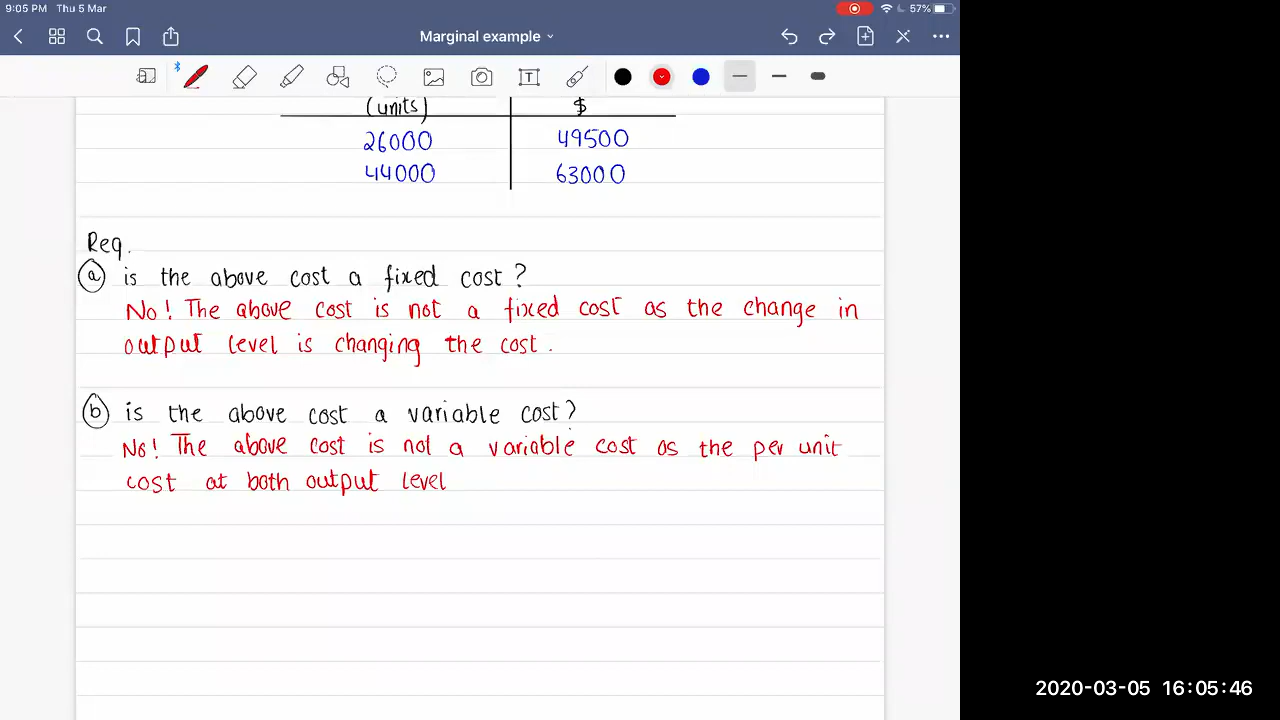 9:05 PM Thu 5 Mar 57%
Marginal example
(units) $
26000 49500
44000 63000
Req.
(a) is the above cost a fixed cost?
No! The above cost is not a fixed cost as the change in
output level is changing the cost.
(b) is the above cost a variable cost?
No! The above cost is not a variable cost as the per unit
cost at both output level
2020-03-05 16:05:46